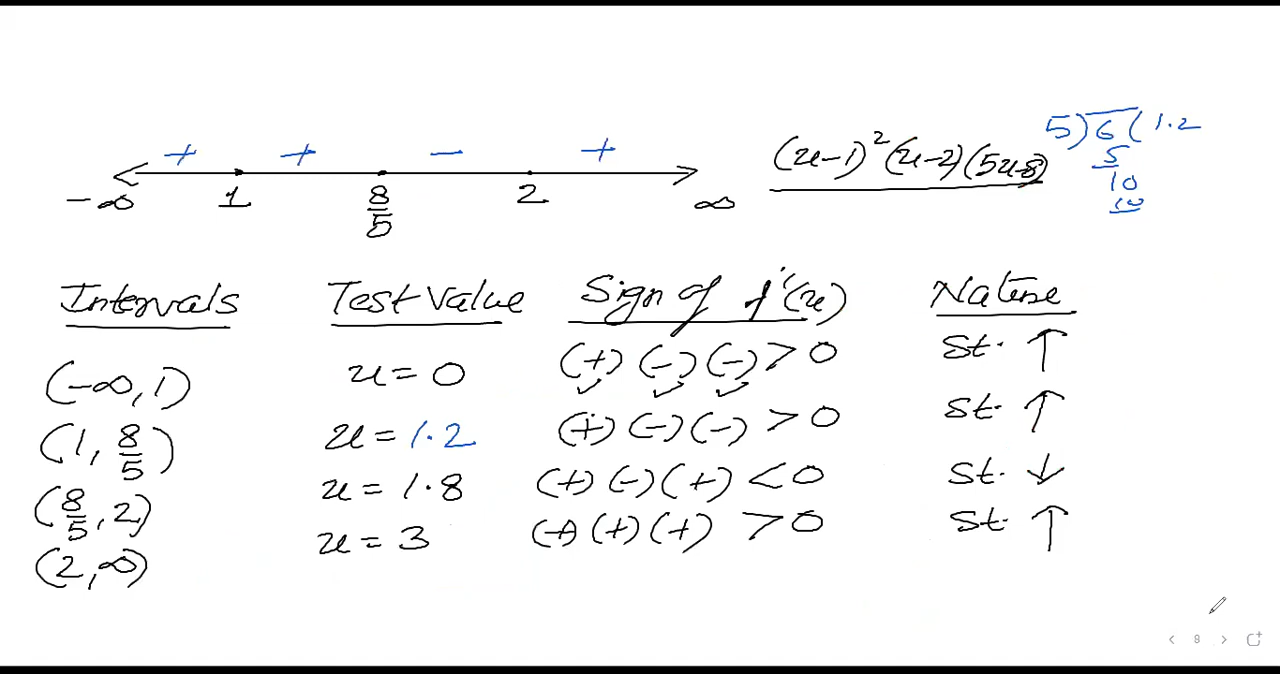 + + - +
-∞ 1 8/5 2 ∞
(x-1)²(x-2)(5x-8)
5)6(1.2
5
10
10
Intervals Test Value Sign of f'(x) Nature
(-∞,1) x = 0 (+) (-) (-) > 0 st. ↑
(1, 8/5) x = 1.2 (+) (-) (-) > 0 st. ↑
(8/5, 2) x = 1.8 (+) (-) (+) < 0 st. ↓
(2, ∞) x = 3 (+) (+) (+) > 0 st. ↑
< 8 >